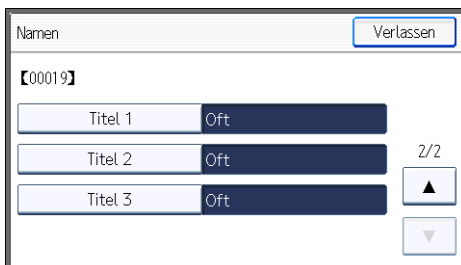 Namen Verlassen
【00019】
Titel 1 Oft
Titel 2 Oft
2/2
Titel 3 Oft
▲
▼